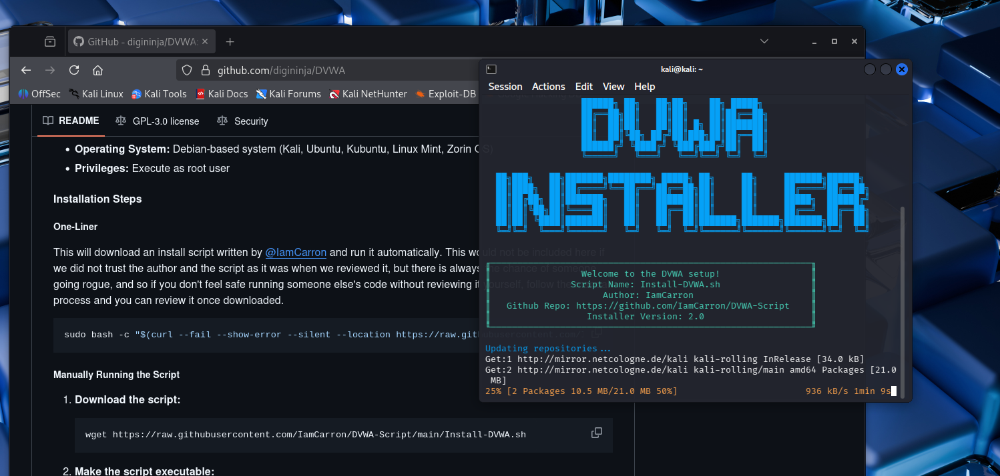 GitHub - digininja/DVWA:
github.com/digininja/DVWA
OffSec Kali Linux Kali Tools Kali Docs Kali Forums Kali NetHunter Exploit-DB
README GPL-3.0 license Security
• Operating System: Debian-based system (Kali, Ubuntu, Kubuntu, Linux Mint, Zorin OS)
• Privileges: Execute as root user
Installation Steps
One-Liner
This will download an install script written by @IamCarron and run it automatically. This would not be included here if
we did not trust the author and the script as it was when we reviewed it, but there is always the chance of someone
going rogue, and so if you don't feel safe running someone else's code without reviewing it yourself, follow the
process and you can review it once downloaded.
sudo bash -c "$(curl --fail --show-error --silent --location https://raw.githubusercontent.com/
Manually Running the Script
1. Download the script:
wget https://raw.githubusercontent.com/IamCarron/DVWA-Script/main/Install-DVWA.sh
2. Make the script executable:
kali@kali: ~
Session Actions Edit View Help
DVWA
INSTALLER
Welcome to the DVWA setup!
Script Name: Install-DVWA.sh
Author: IamCarron
Github Repo: https://github.com/IamCarron/DVWA-Script
Installer Version: 2.0
Updating repositories...
Get:1 http://mirror.netcologne.de/kali kali-rolling InRelease [34.0 kB]
Get:2 http://mirror.netcologne.de/kali kali-rolling/main amd64 Packages [21.0
MB]
25% [2 Packages 10.5 MB/21.0 MB 50%] 936 kB/s 1min 9s